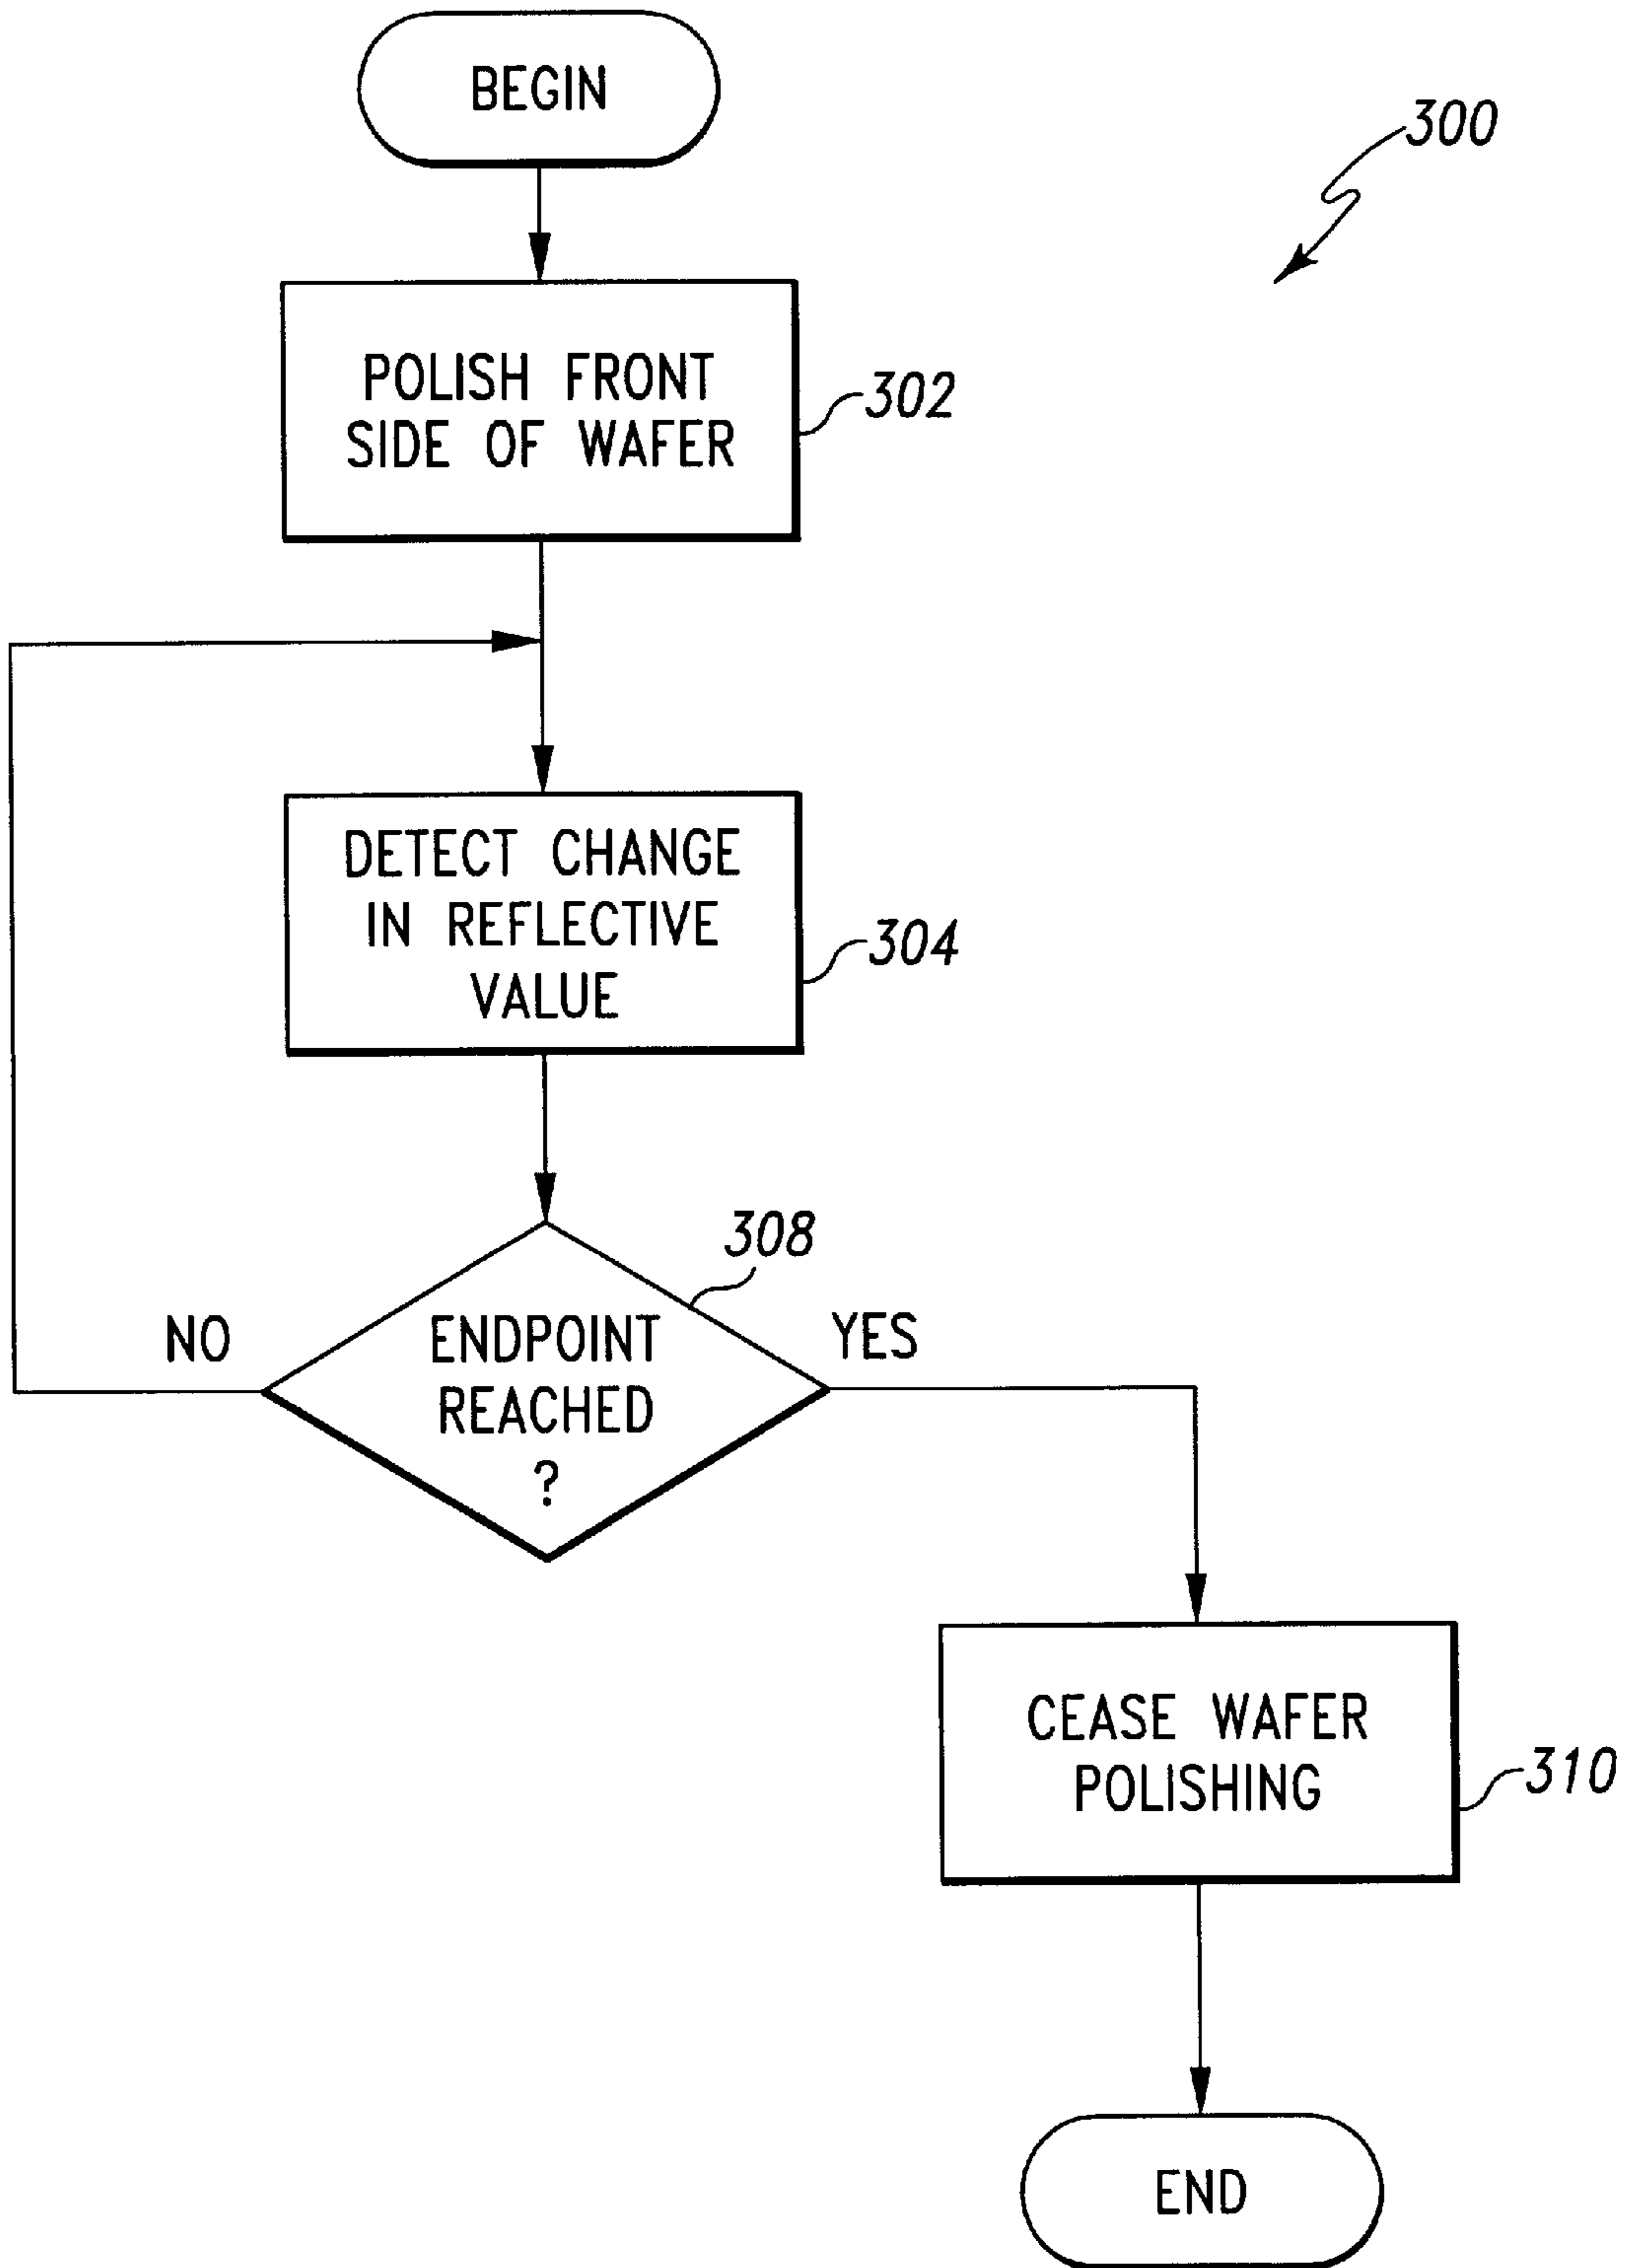 BEGIN
300
POLISH FRONT
SIDE OF WAFER
302
DETECT CHANGE
IN REFLECTIVE
VALUE
304
308
NO
ENDPOINT
REACHED
?
YES
CEASE WAFER
POLISHING
310
END